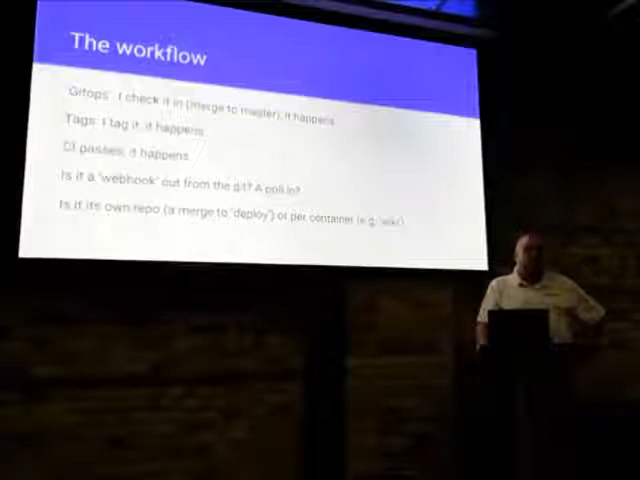 The workflow
Gitops: I check it in (merge to master), it happens
Tags: I tag it, it happens
CI passes, it happens
Is it a 'webhook' out from the git? A poll in?
Is it its own repo (a merge to 'deploy') or per container (e.g. 'wiki')